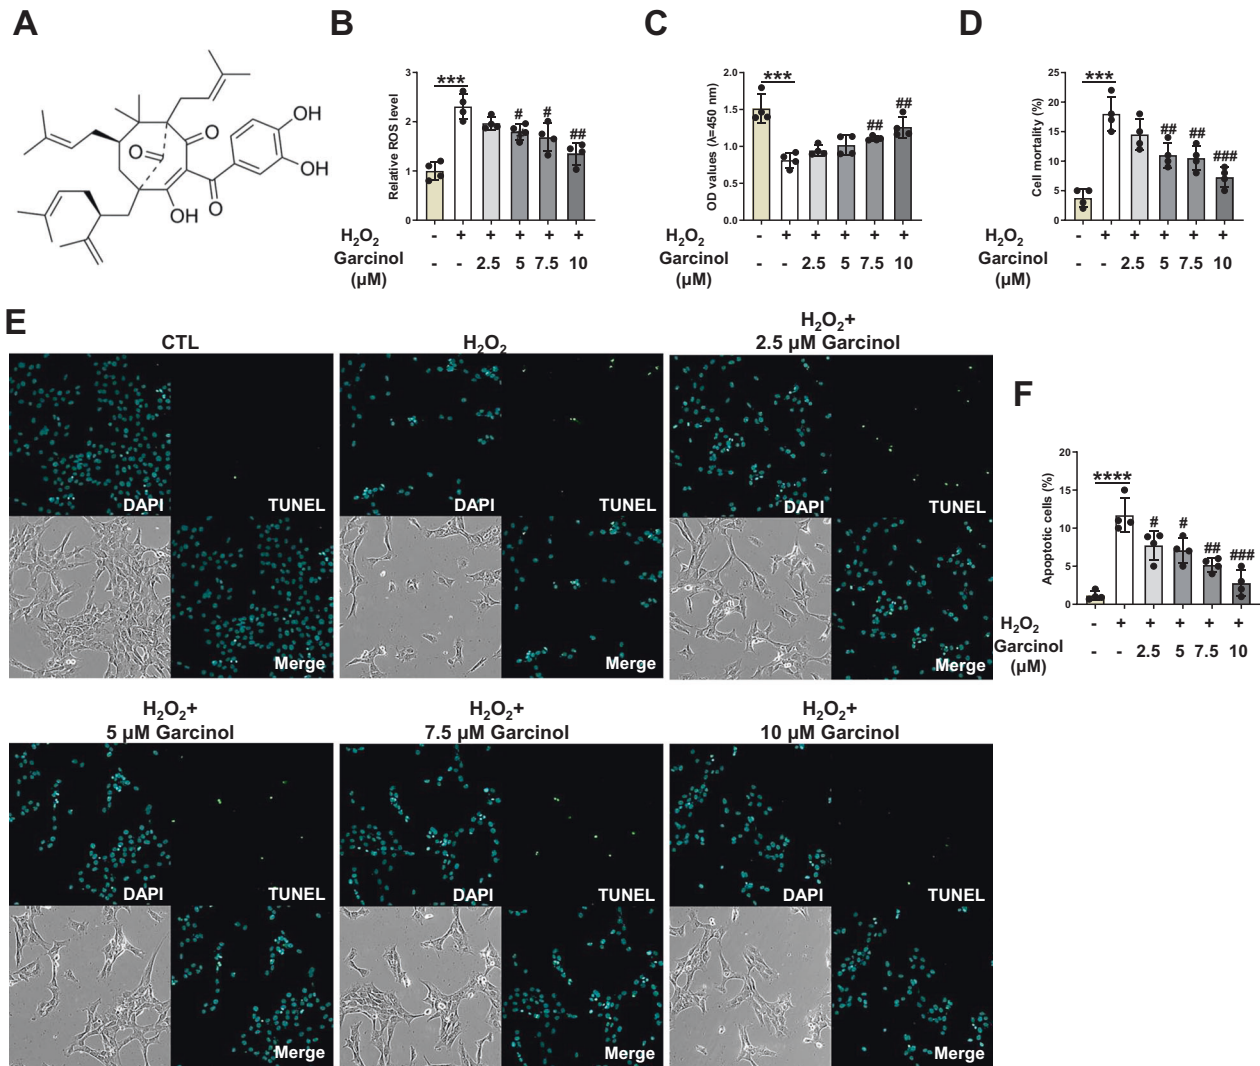 A
OH
O
O
OH
O
OH
B
Relative ROS level
3
2
1
0
***
#
#
##
H₂O₂ - + + + + +
Garcinol (µM) - - 2.5 5 7.5 10
C
OD values (λ=450 nm)
2.0
1.5
1.0
0.5
0.0
***
##
##
H₂O₂ - + + + + +
Garcinol (µM) - - 2.5 5 7.5 10
D
Cell mortality (%)
25
20
15
10
5
0
***
##
##
###
H₂O₂ - + + + + +
Garcinol (µM) - - 2.5 5 7.5 10
E
CTL
DAPI
TUNEL
Merge
H₂O₂
DAPI
TUNEL
Merge
H₂O₂+
2.5 µM Garcinol
DAPI
TUNEL
Merge
H₂O₂+
5 µM Garcinol
DAPI
TUNEL
Merge
H₂O₂+
7.5 µM Garcinol
DAPI
TUNEL
Merge
H₂O₂+
10 µM Garcinol
DAPI
TUNEL
Merge
F
Apoptotic cells (%)
20
15
10
5
0
****
#
#
##
###
H₂O₂ - + + + + +
Garcinol (µM) - - 2.5 5 7.5 10